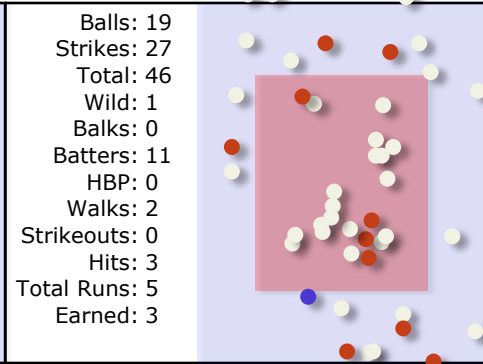 Balls: 19
Strikes: 27
Total: 46
Wild: 1
Balks: 0
Batters: 11
HBP: 0
Walks: 2
Strikeouts: 0
Hits: 3
Total Runs: 5
Earned: 3